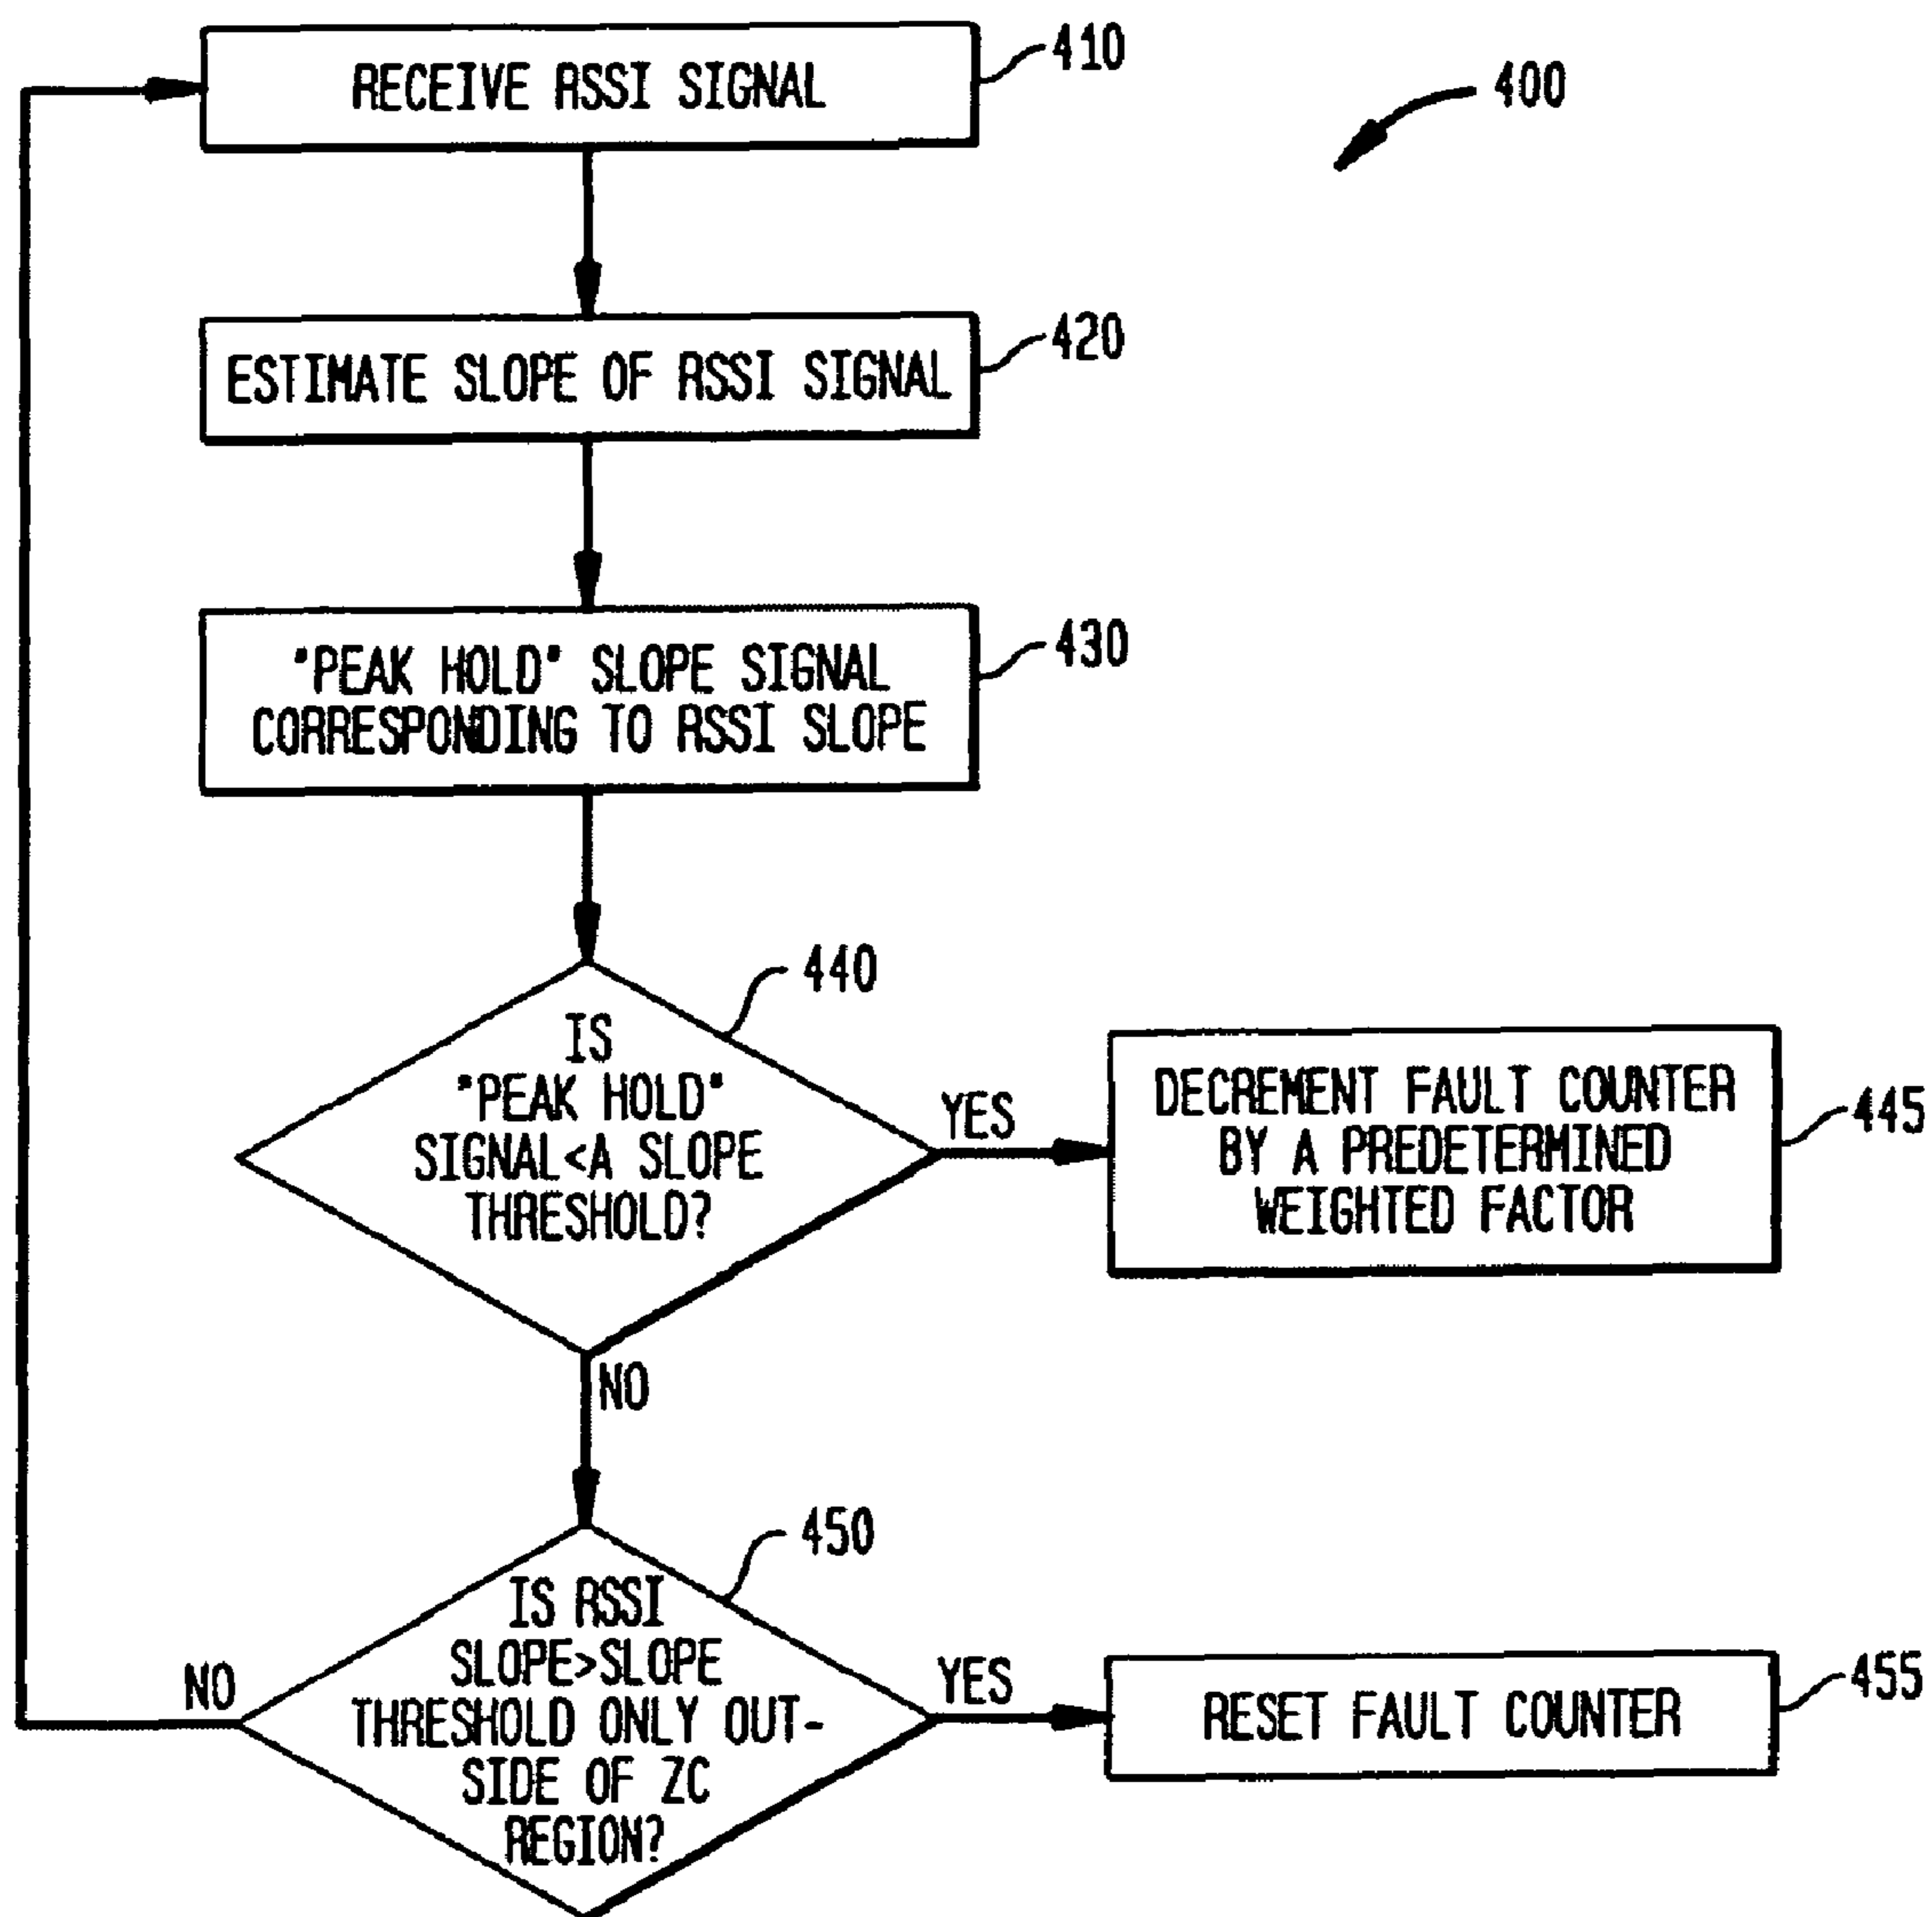 RECEIVE RSSI SIGNAL
410
400
ESTIMATE SLOPE OF RSSI SIGNAL
420
"PEAK HOLD" SLOPE SIGNAL
CORRESPONDING TO RSSI SLOPE
430
440
IS
"PEAK HOLD"
SIGNAL<A SLOPE
THRESHOLD?
YES
DECREMENT FAULT COUNTER
BY A PREDETERMINED
WEIGHTED FACTOR
445
NO
450
IS RSSI
SLOPE>SLOPE
THRESHOLD ONLY OUT-
SIDE OF ZC
REGION?
NO
YES
RESET FAULT COUNTER
455